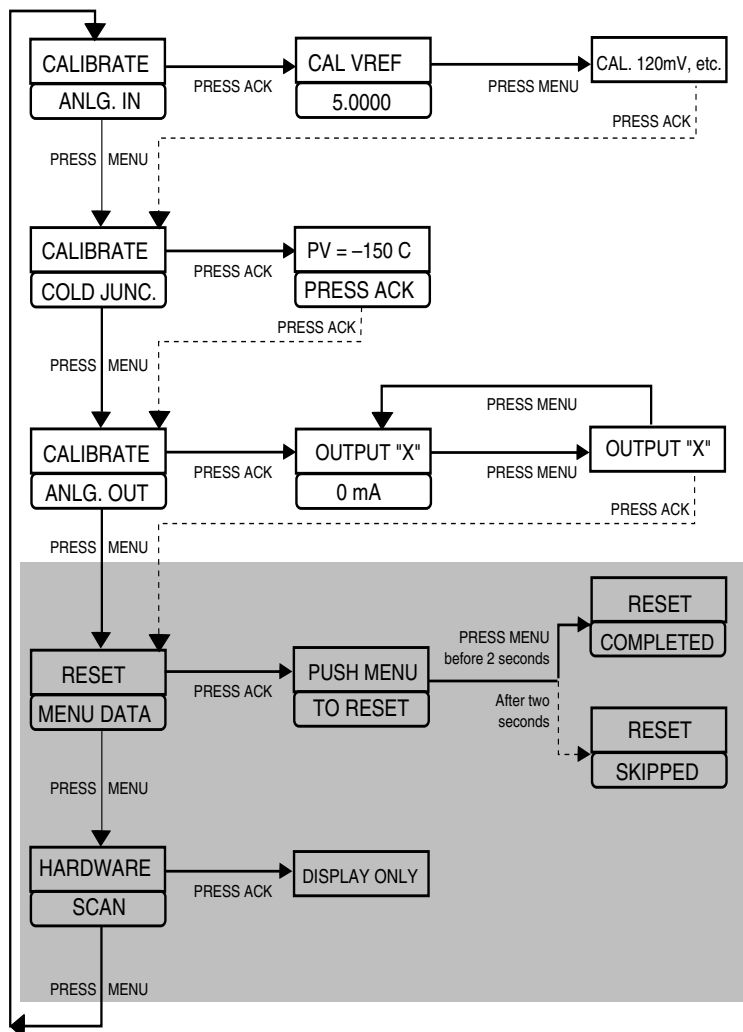 CALIBRATE
ANLG. IN
PRESS ACK
CAL VREF
5.0000
PRESS MENU
CAL. 120mV, etc.
PRESS ACK
PRESS MENU
CALIBRATE
COLD JUNC.
PRESS ACK
PV = –150 C
PRESS ACK
PRESS ACK
PRESS MENU
CALIBRATE
ANLG. OUT
PRESS ACK
OUTPUT "X"
0 mA
PRESS MENU
PRESS MENU
OUTPUT "X"
PRESS ACK
PRESS MENU
RESET
MENU DATA
PRESS ACK
PUSH MENU
TO RESET
PRESS MENU
before 2 seconds
RESET
COMPLETED
After two
seconds
RESET
SKIPPED
PRESS MENU
HARDWARE
SCAN
PRESS ACK
DISPLAY ONLY
PRESS MENU